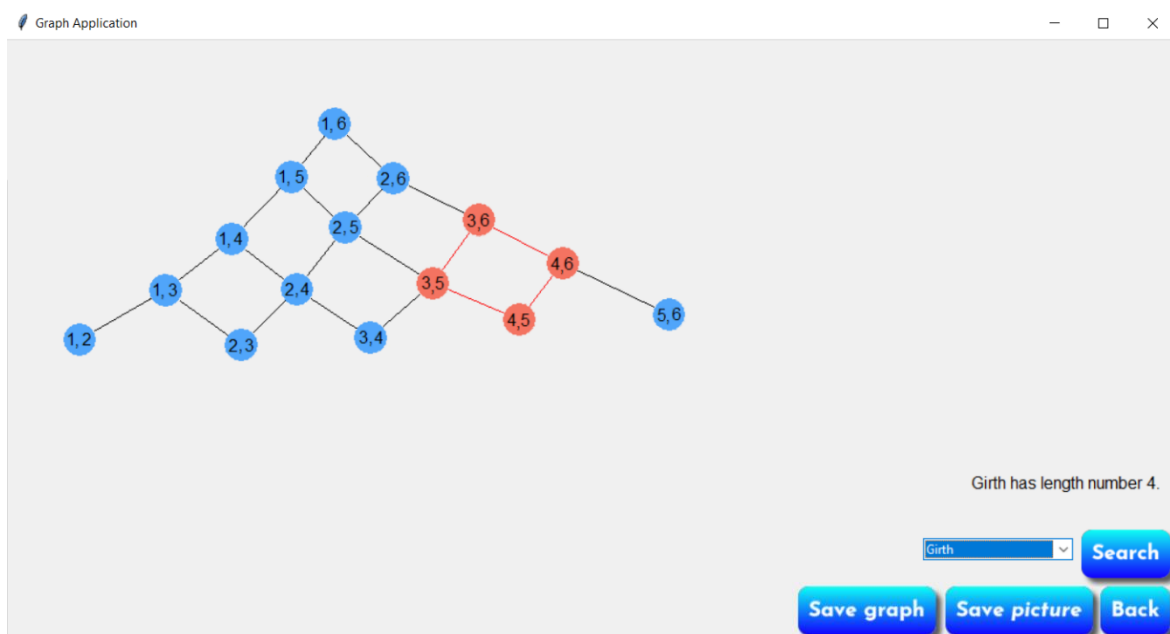 Graph Application
1, 6
1, 5
2,6
3,6
2, 5
1, 4
4,6
3,5
1, 3
2,4
5,6
4,5
3,4
1,2
2,3
Girth has length number 4.
Girth
Search
Save graph
Save picture
Back